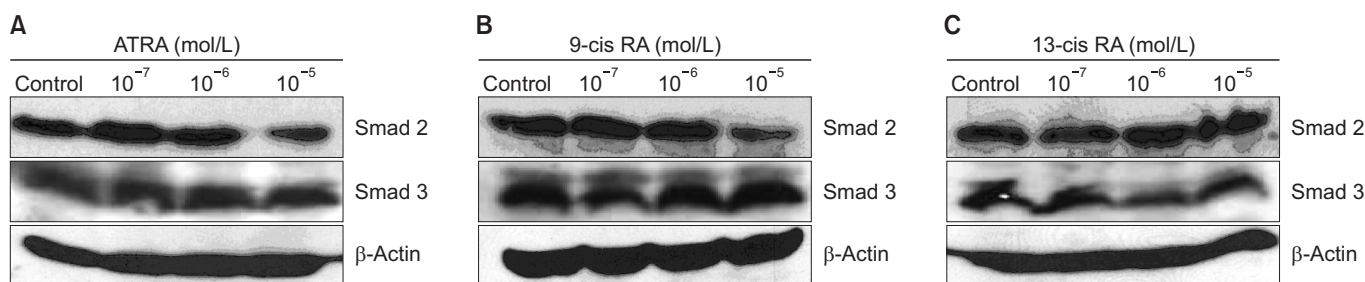 A
ATRA (mol/L)
Control 10⁻⁷ 10⁻⁶ 10⁻⁵
Smad 2
Smad 3
β-Actin
B
9-cis RA (mol/L)
Control 10⁻⁷ 10⁻⁶ 10⁻⁵
Smad 2
Smad 3
β-Actin
C
13-cis RA (mol/L)
Control 10⁻⁷ 10⁻⁶ 10⁻⁵
Smad 2
Smad 3
β-Actin